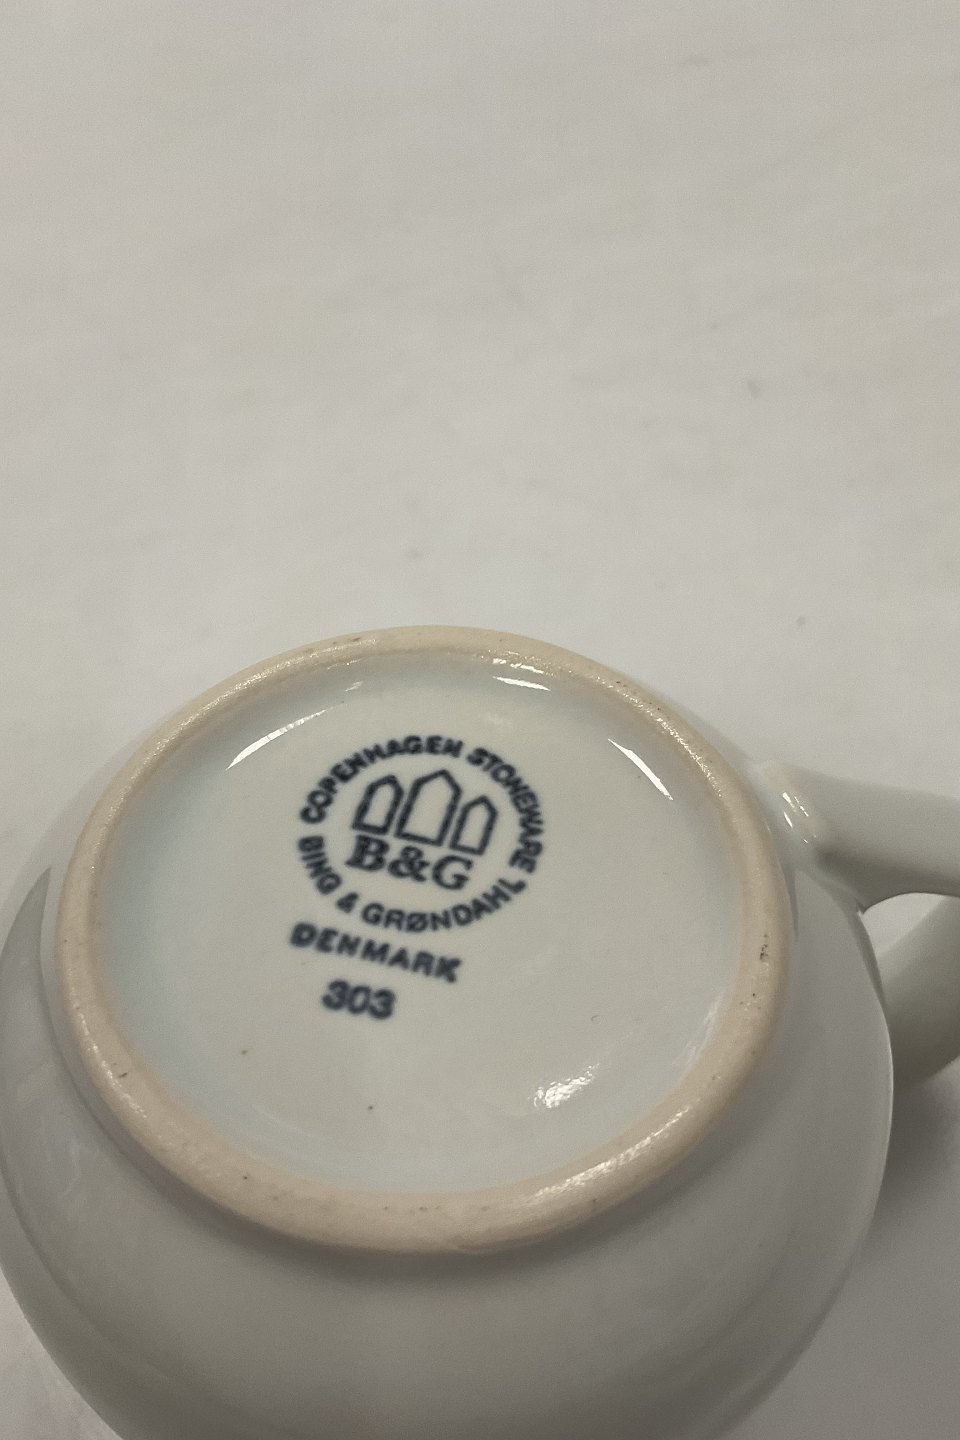 COPENHAGEN STONEWARE
B&G
BING & GRØNDAHL
DENMARK
303